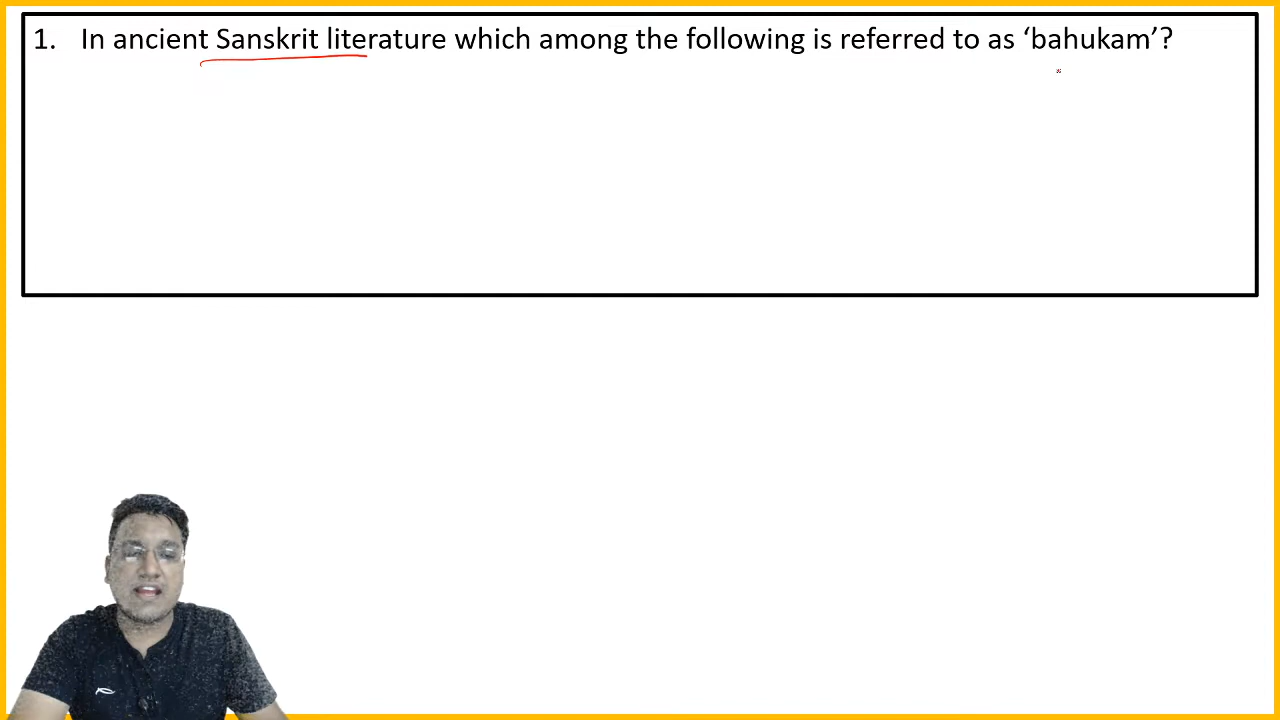 1. In ancient Sanskrit literature which among the following is referred to as ‘bahukam’?